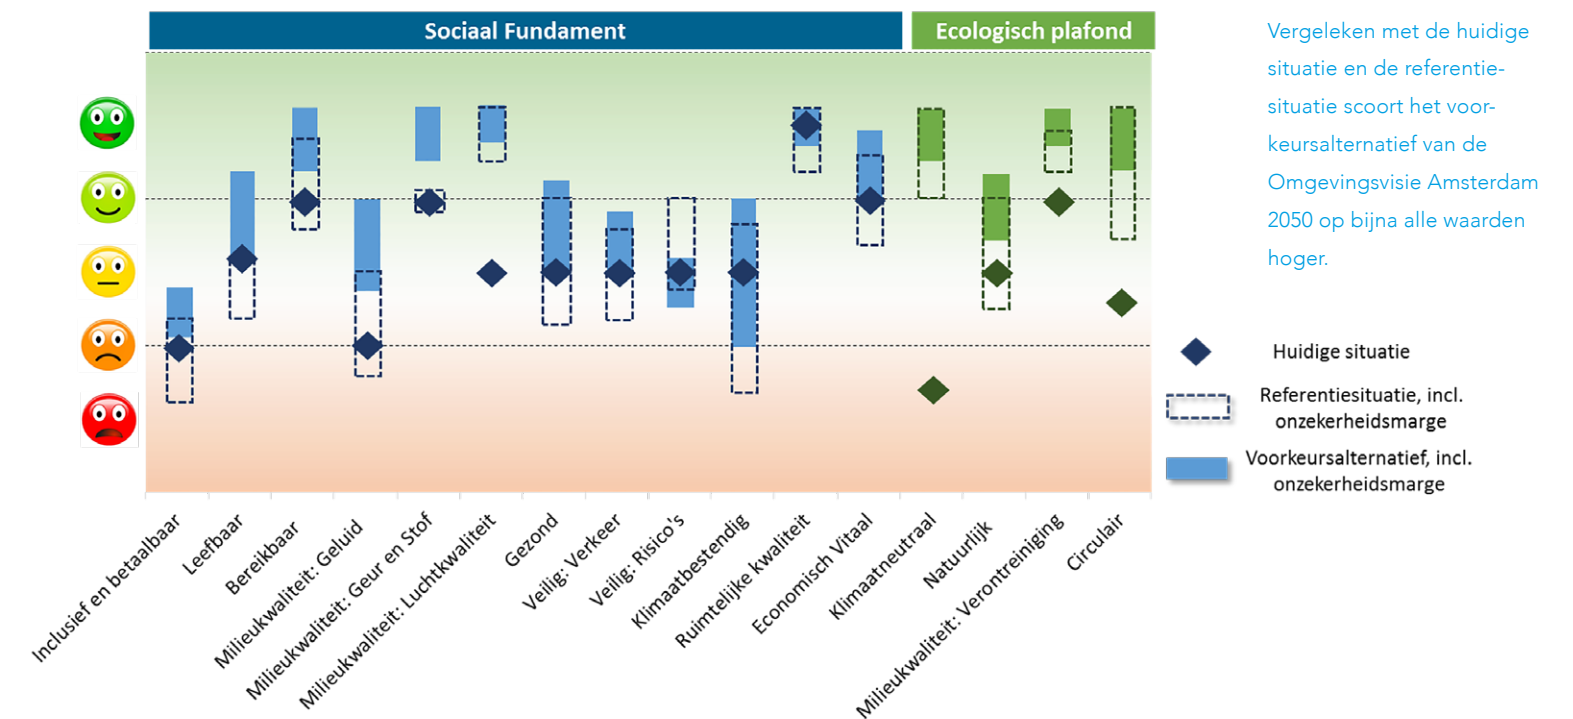 Sociaal Fundament
Ecologisch plafond
Vergeleken met de huidige
situatie en de referentie-
situatie scoort het voor-
keursalternatief van de
Omgevingsvisie Amsterdam
2050 op bijna alle waarden
hoger.
Huidige situatie
Referentiesituatie, incl.
onzekerheidsmarge
Voorkeursalternatief, incl.
onzekerheidsmarge
Inclusief en betaalbaar
Leefbaar
Bereikbaar
Milieukwaliteit: Geluid
Milieukwaliteit: Geur en Stof
Milieukwaliteit: Luchtkwaliteit
Gezond
Veilig: Verkeer
Veilig: Risico's
Klimaatbestendig
Ruimtelijke kwaliteit
Economisch Vitaal
Klimaatneutraal
Natuurlijk
Milieukwaliteit: Verontreiniging
Circulair